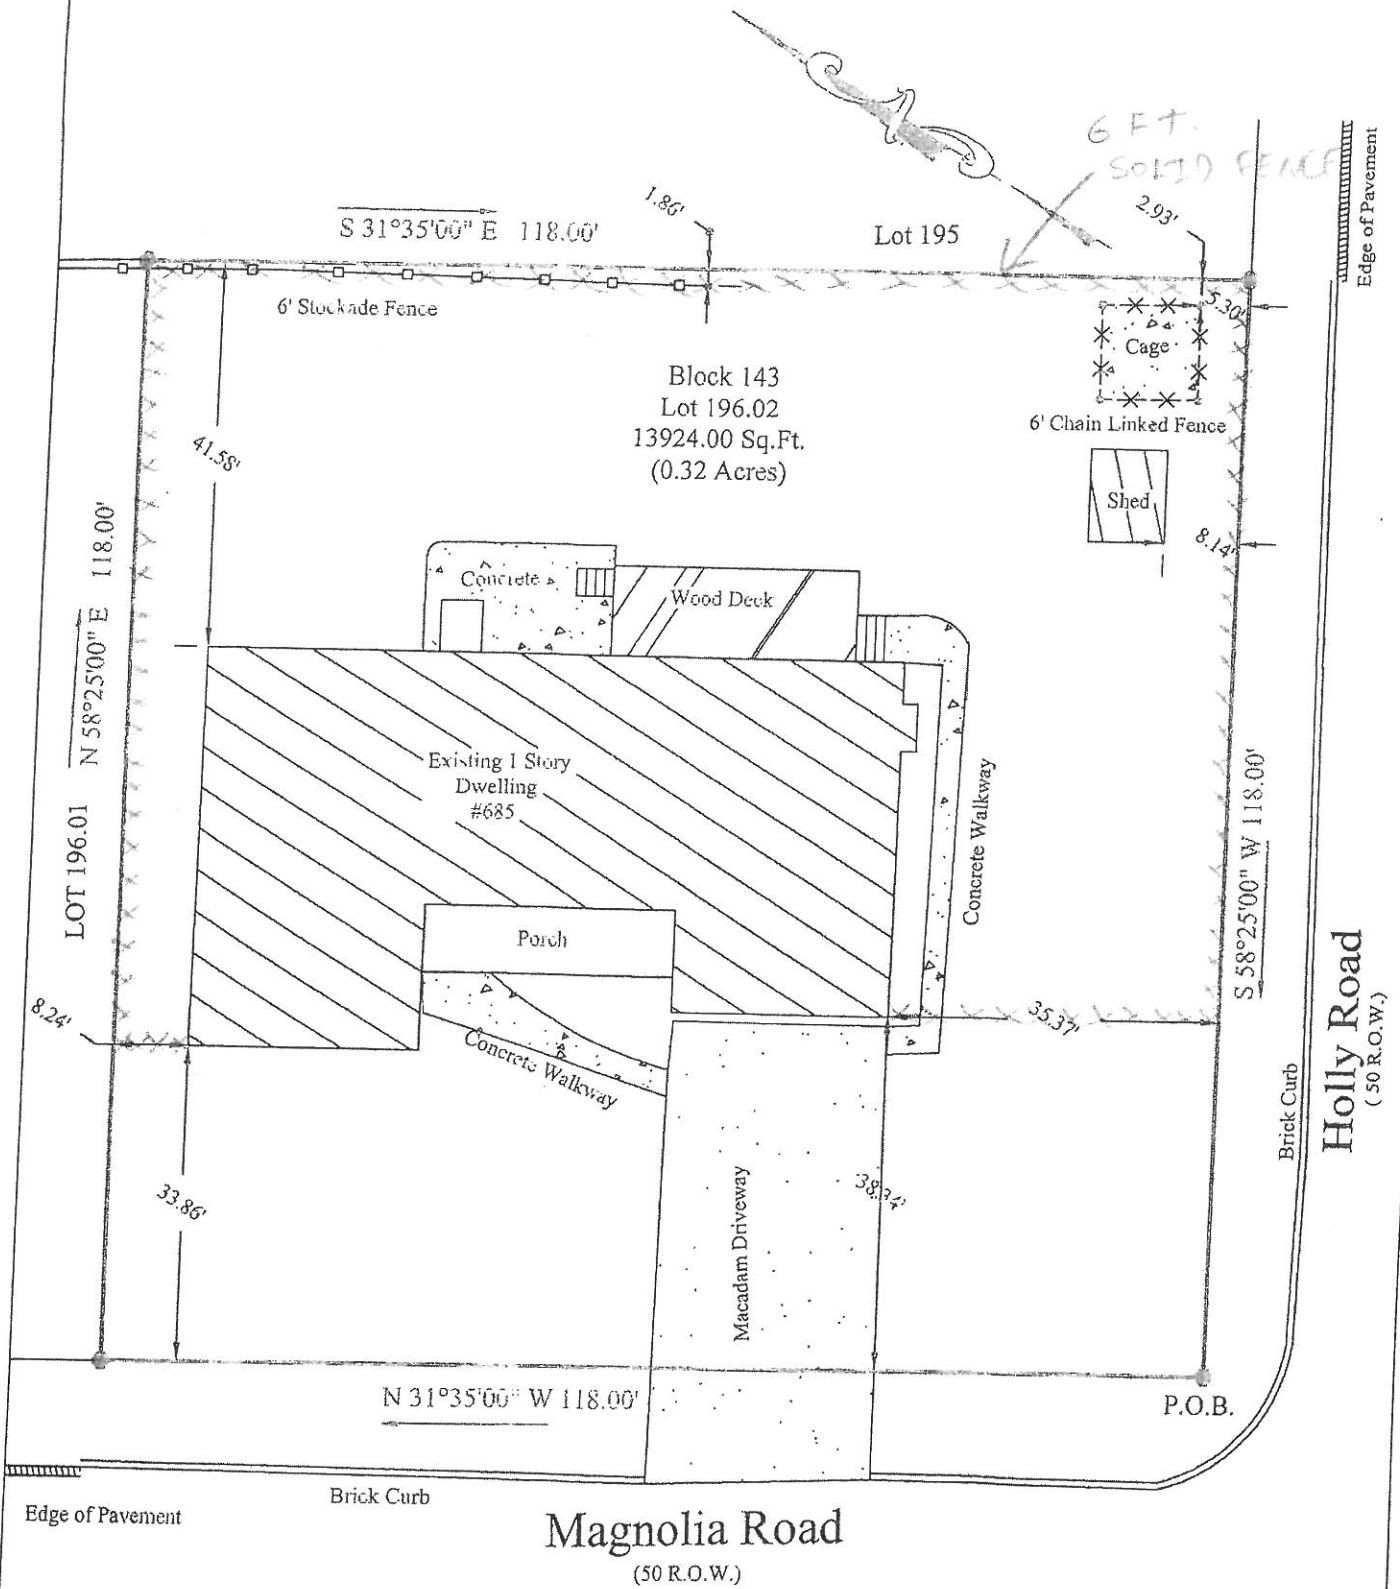 6 FT.
SOLID FENCE
Edge of Pavement
1.86'
2.93'
S 31°35'00" E 118.00'
Lot 195
6' Stockade Fence
5.30'
Cage
Block 143
Lot 196.02
13924.00 Sq.Ft.
(0.32 Acres)
6' Chain Linked Fence
41.58'
Shed
8.14'
N 58°25'00" E 118.00'
LOT 196.01
Concrete
Wood Deck
Existing 1 Story
Dwelling
#685
Concrete Walkway
S 58°25'00" W 118.00'
Porch
8.24'
35.37'
Concrete Walkway
Holly Road
( 50 R.O.W.)
Brick Curb
33.86'
38.34'
Macadam Driveway
N 31°35'00" W 118.00'
P.O.B.
Brick Curb
Edge of Pavement
Magnolia Road
(50 R.O.W.)